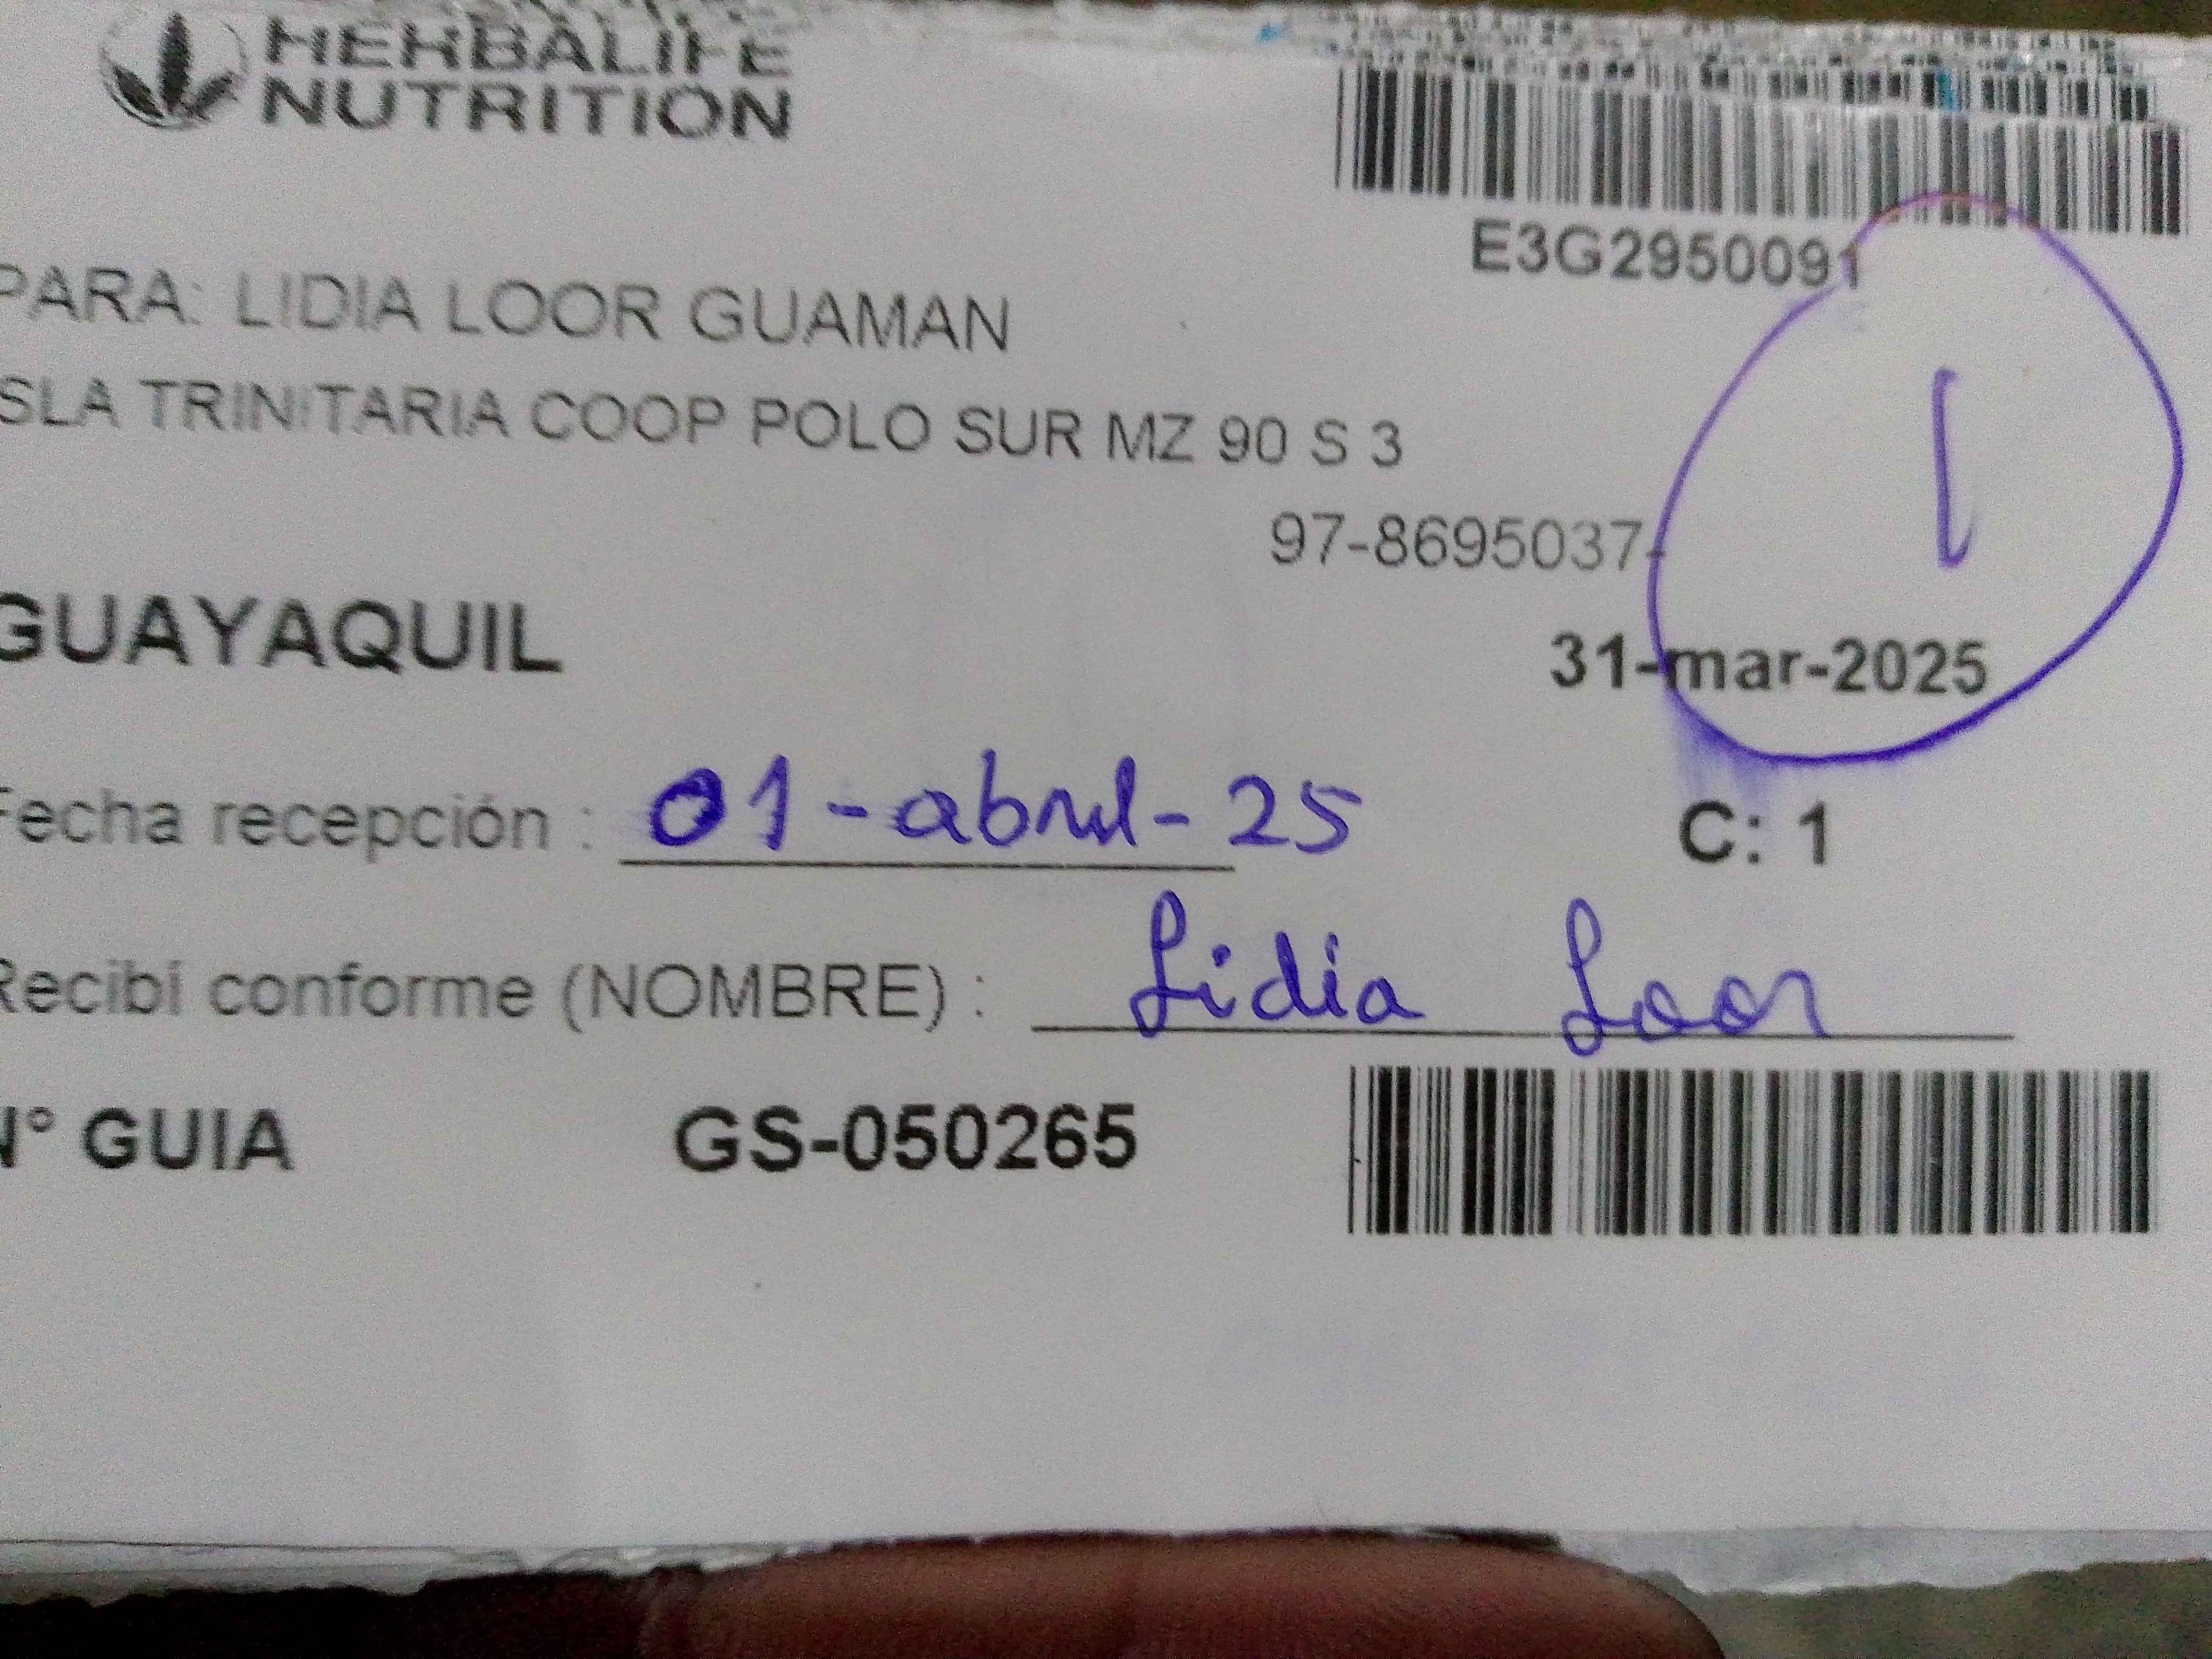 HERBALIFE
NUTRITION
E3G2950091
PARA: LIDIA LOOR GUAMAN
SLA TRINITARIA COOP POLO SUR MZ 90 S 3
97-8695037-
1
GUAYAQUIL
31-mar-2025
Fecha recepción : 01-abril-25
C: 1
Recibí conforme (NOMBRE) : Lidia Loor
N° GUIA GS-050265